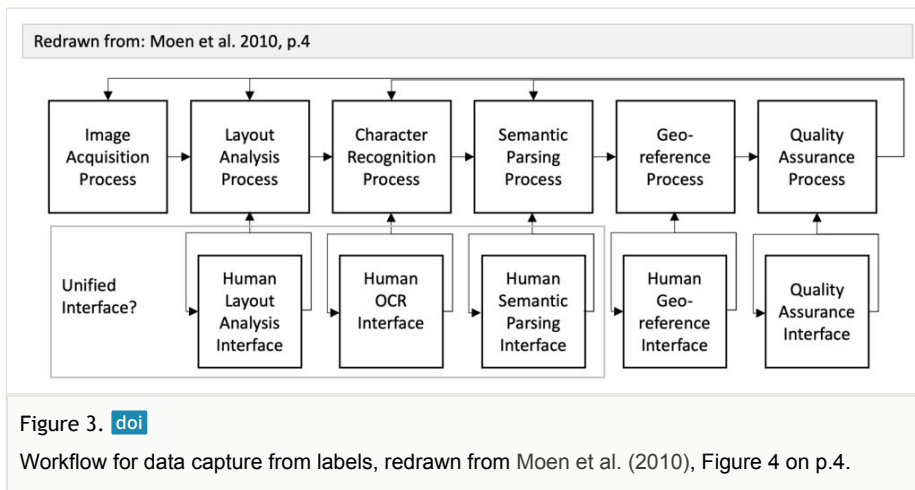 Redrawn from: Moen et al. 2010, p.4
Image
Acquisition
Process
Layout
Analysis
Process
Character
Recognition
Process
Semantic
Parsing
Process
Geo-
reference
Process
Quality
Assurance
Process
Unified
Interface?
Human
Layout
Analysis
Interface
Human
OCR
Interface
Human
Semantic
Parsing
Interface
Human
Geo-
reference
Interface
Quality
Assurance
Interface
Figure 3. doi
Workflow for data capture from labels, redrawn from Moen et al. (2010), Figure 4 on p.4.